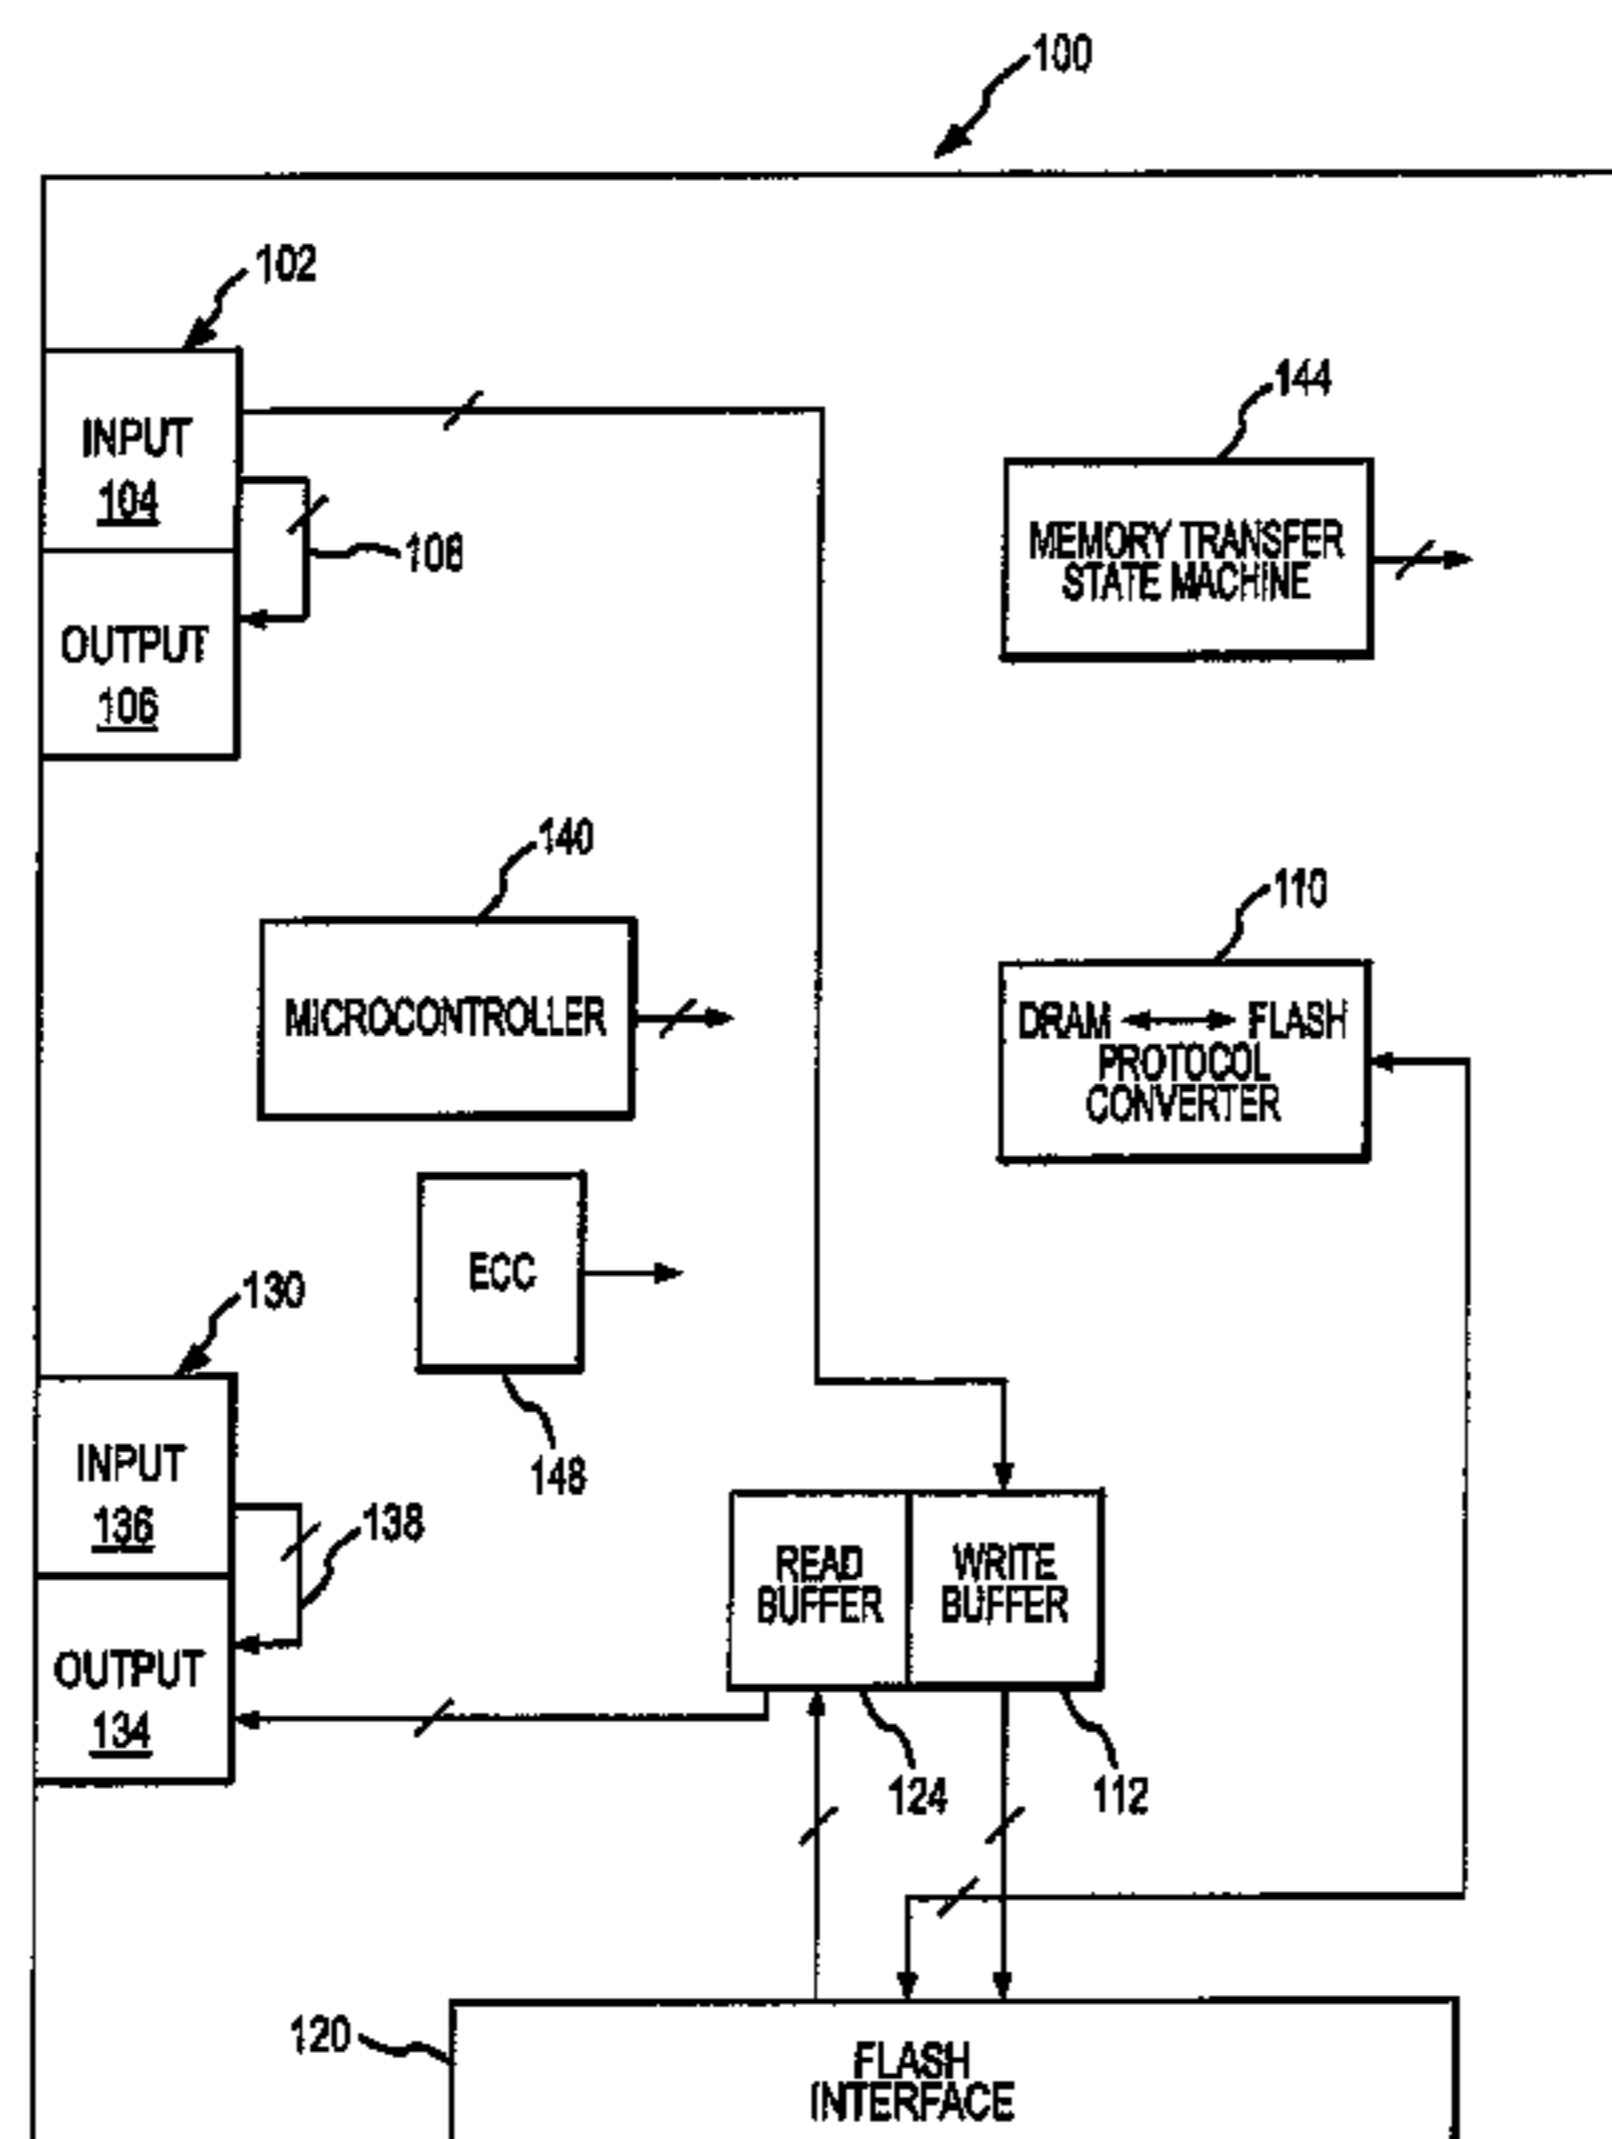 100
102
INPUT
104
108
OUTPUT
106
144
MEMORY TRANSFER
STATE MACHINE
140
MICROCONTROLLER
110
DRAM FLASH
PROTOCOL
CONVERTER
ECC
148
130
INPUT
136
138
OUTPUT
134
READ
BUFFER
WRITE
BUFFER
124
112
120
FLASH
INTERFACE